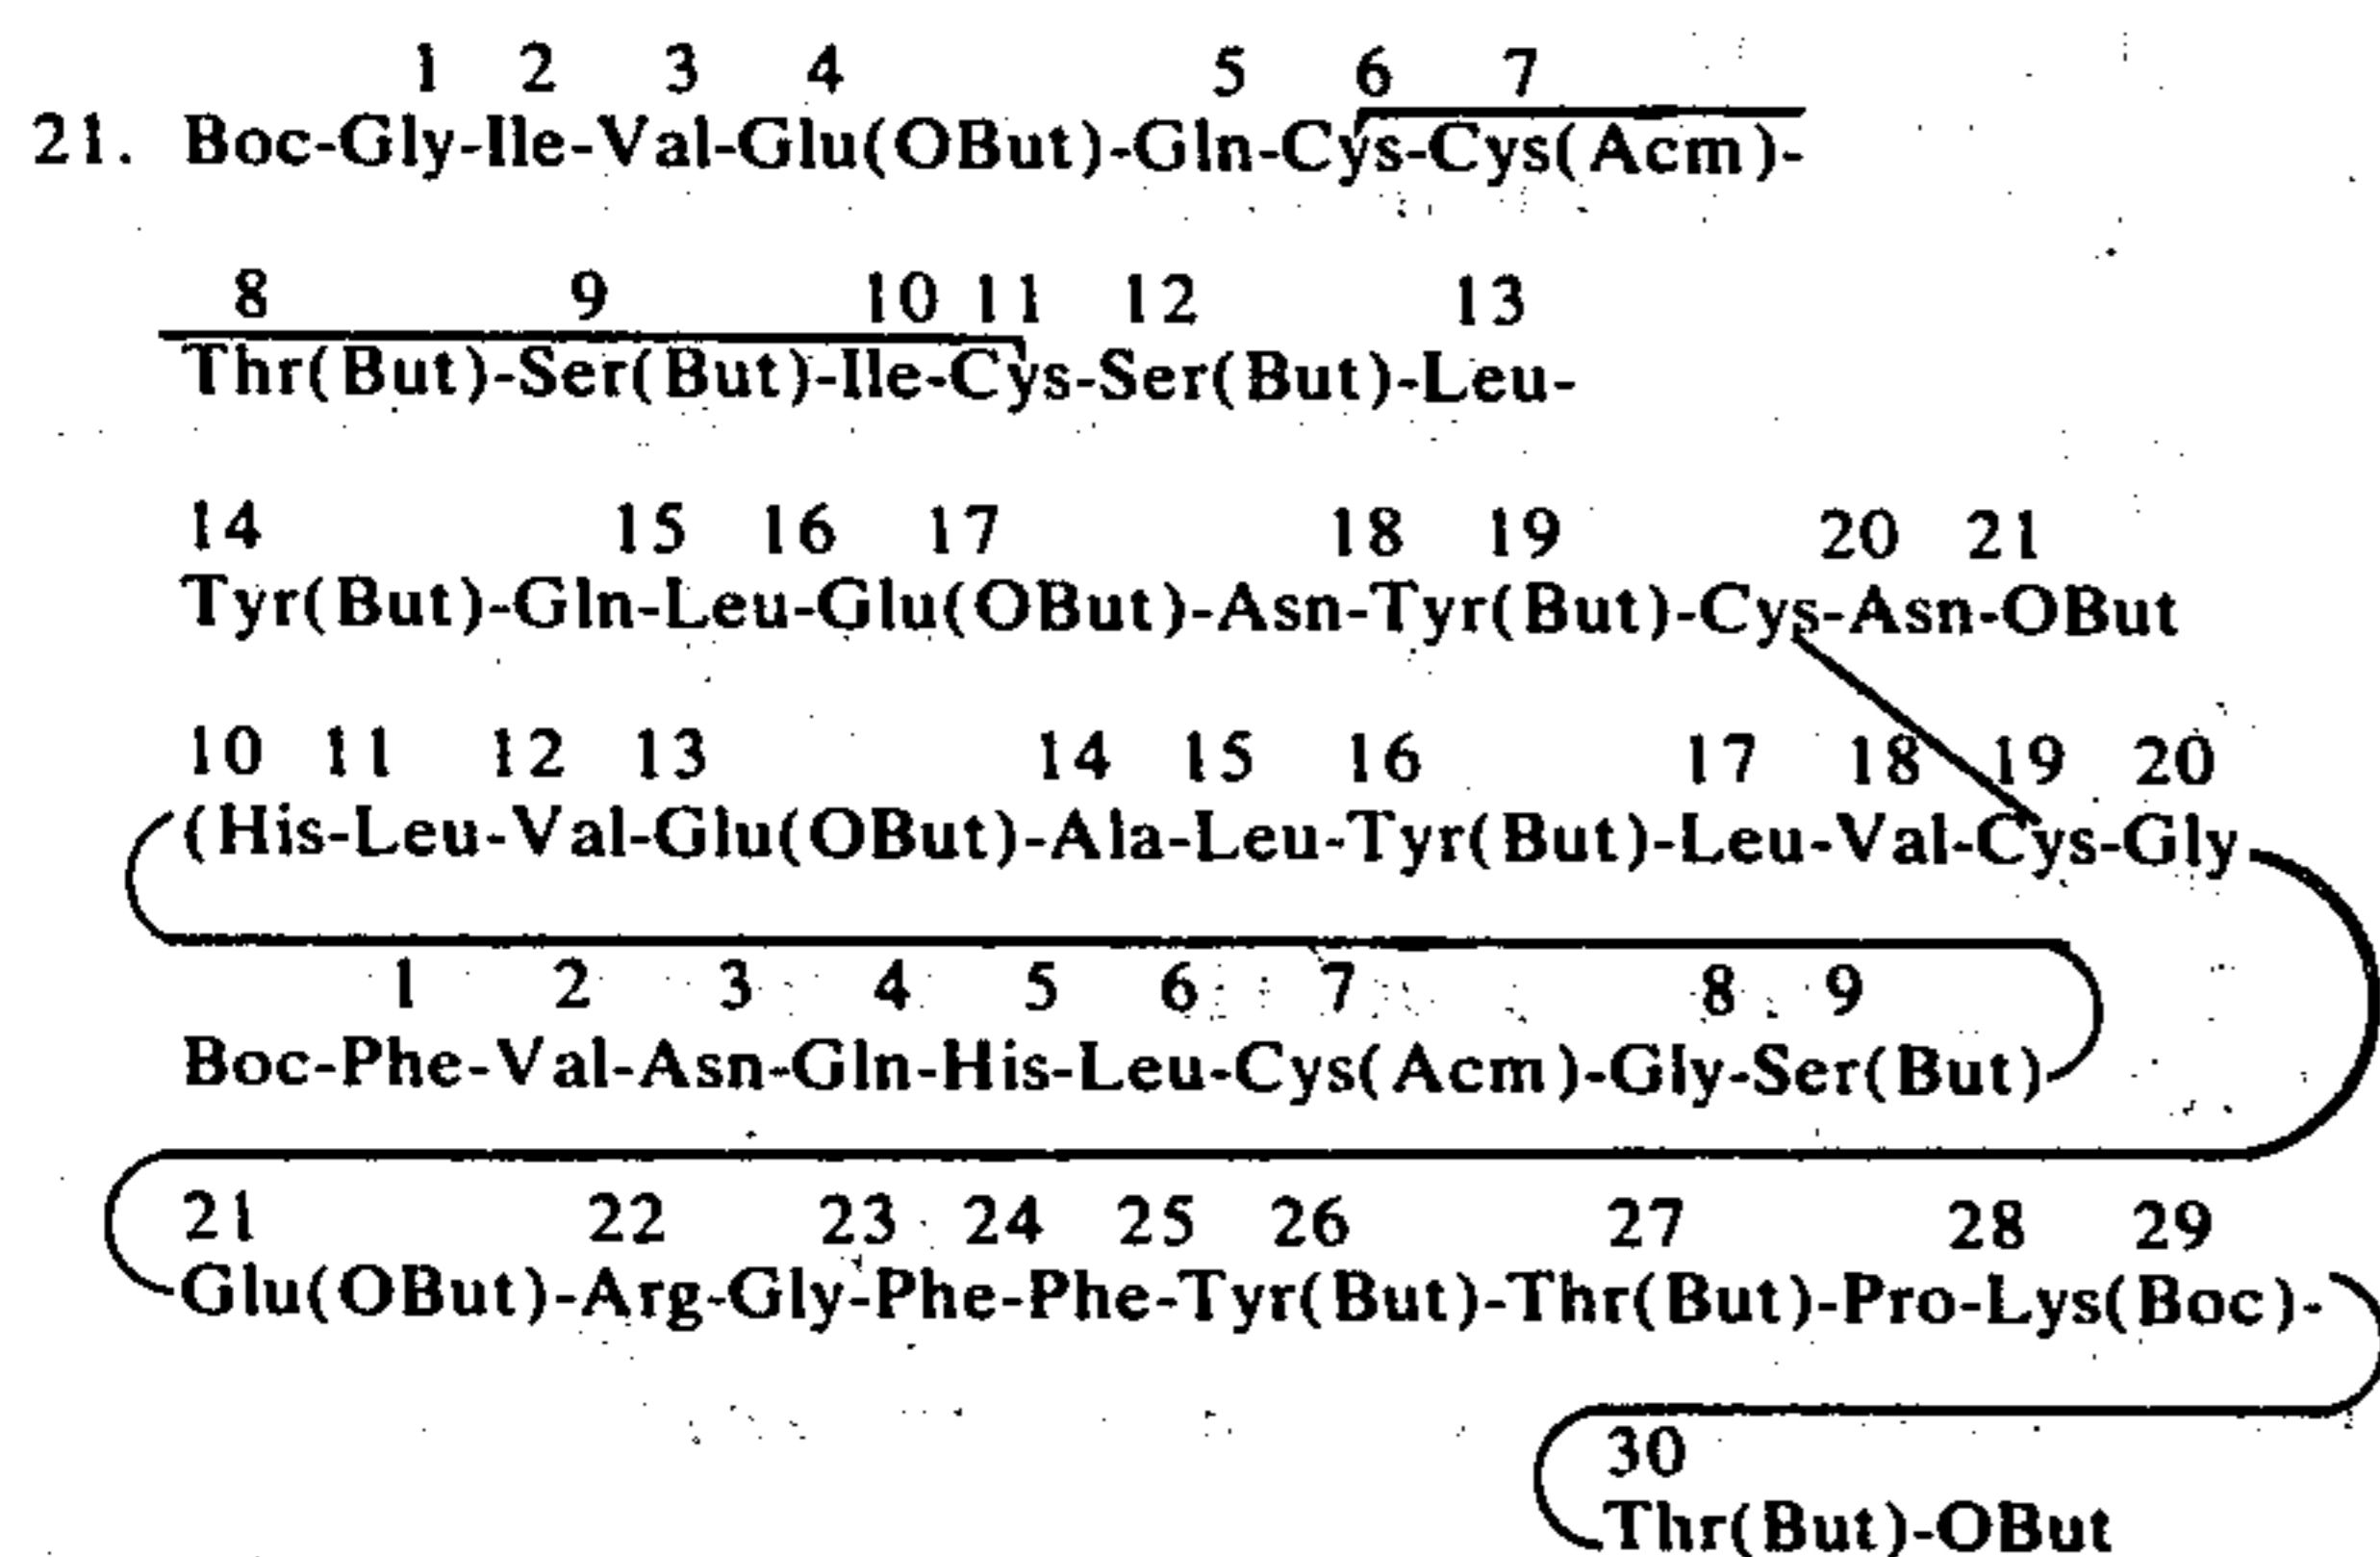 1 2 3 4 5 6 7
21. Boc-Gly-Ile-Val-Glu(OBut)-Gln-Cys-Cys(Acm)-
8 9 10 11 12 13
Thr(But)-Ser(But)-Ile-Cys-Ser(But)-Leu-
14 15 16 17 18 19 20 21
Tyr(But)-Gln-Leu-Glu(OBut)-Asn-Tyr(But)-Cys-Asn-OBut
10 11 12 13 14 15 16 17 18 19 20
(His-Leu-Val-Glu(OBut)-Ala-Leu-Tyr(But)-Leu-Val-Cys-Gly
1 2 3 4 5 6 7 8 9
Boc-Phe-Val-Asn-Gln-His-Leu-Cys(Acm)-Gly-Ser(But)
21 22 23 24 25 26 27 28 29
Glu(OBut)-Arg-Gly-Phe-Phe-Tyr(But)-Thr(But)-Pro-Lys(Boc)-
30
Thr(But)-OBut